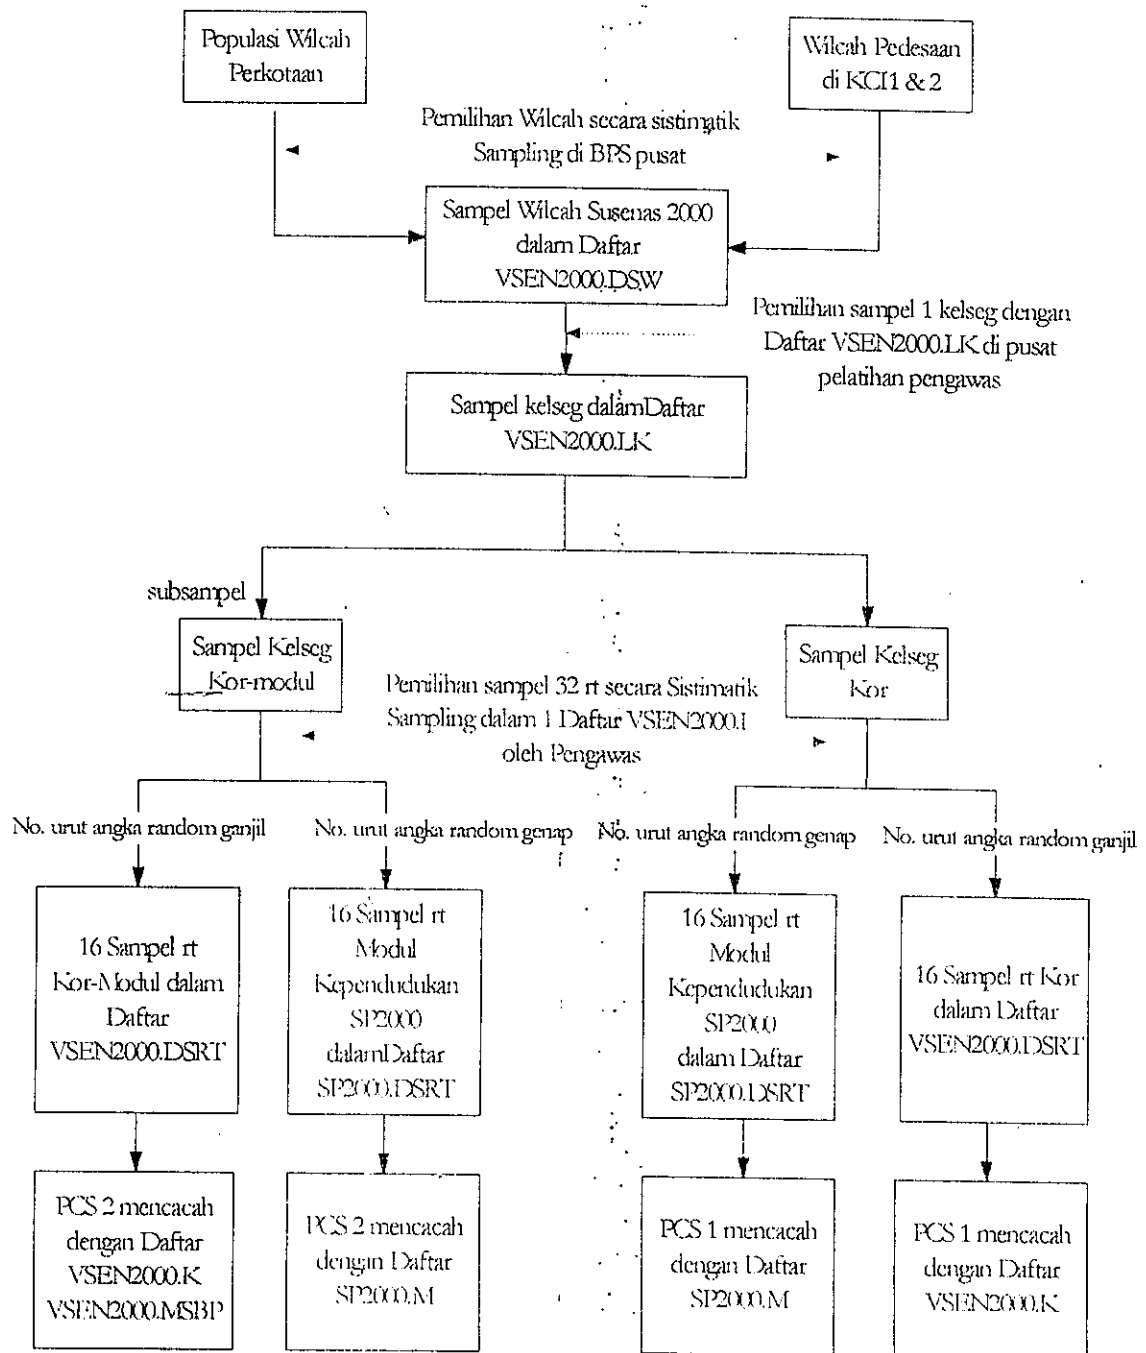 Populasi Wilcah
Perkotaan
Wilcah Pedesaan
di KCI 1 & 2
Pemilihan Wilcah secara sistimatik
Sampling di BPS pusat
Sampel Wilcah Susenas 2000
dalam Daftar
VSEN2000.DSW
Pemilihan sampel 1 kelseg dengan
Daftar VSEN2000.LK di pusat
pelatihan pengawas
Sampel kelseg dalam Daftar
VSEN2000.LK
subsampel
Sampel Kelseg
Kor-modul
Sampel Kelseg
Kor
Pemilihan sampel 32 rt secara Sistimatik
Sampling dalam 1 Daftar VSEN2000.I
oleh Pengawas
No. urut angka random ganjil
No. urut angka random genap
No. urut angka random genap
No. urut angka random ganjil
16 Sampel rt
Kor-Modul dalam
Daftar
VSEN2000.DSRT
16 Sampel rt
Modul
Kependudukan
SP2000
dalam Daftar
SP2000.DSRT
16 Sampel rt
Modul
Kependudukan
SP2000
dalam Daftar
SP2000.DSRT
16 Sampel rt Kor
dalam Daftar
VSEN2000.DSRT
PCS 2 mencacah
dengan Daftar
VSEN2000.K
VSEN2000.MSBP
PCS 2 mencacah
dengan Daftar
SP2000.M
PCS 1 mencacah
dengan Daftar
SP2000.M
PCS 1 mencacah
dengan Daftar
VSEN2000.K